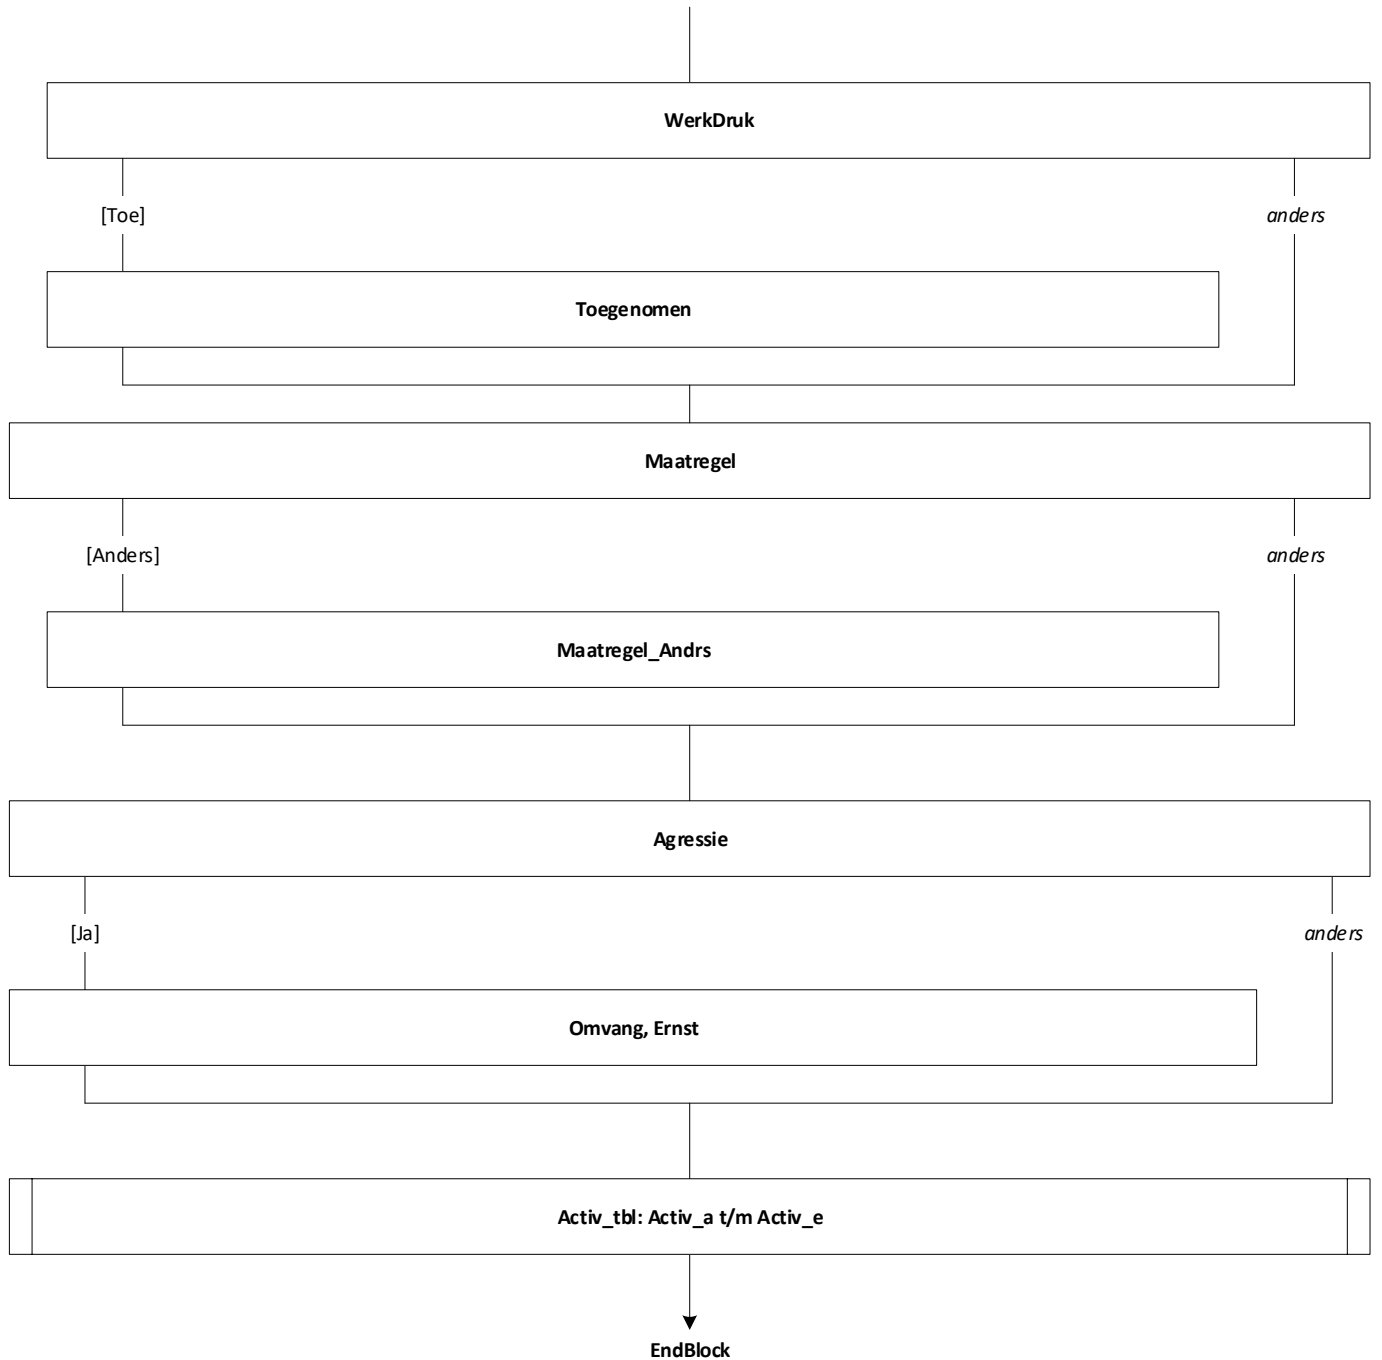 WerkDruk
[Toe]
anders
Toegenomen
Maatregel
[Anders]
anders
Maatregel_Andrs
Agressie
[Ja]
anders
Omvang, Ernst
Activ_tbl: Activ_a t/m Activ_e
EndBlock